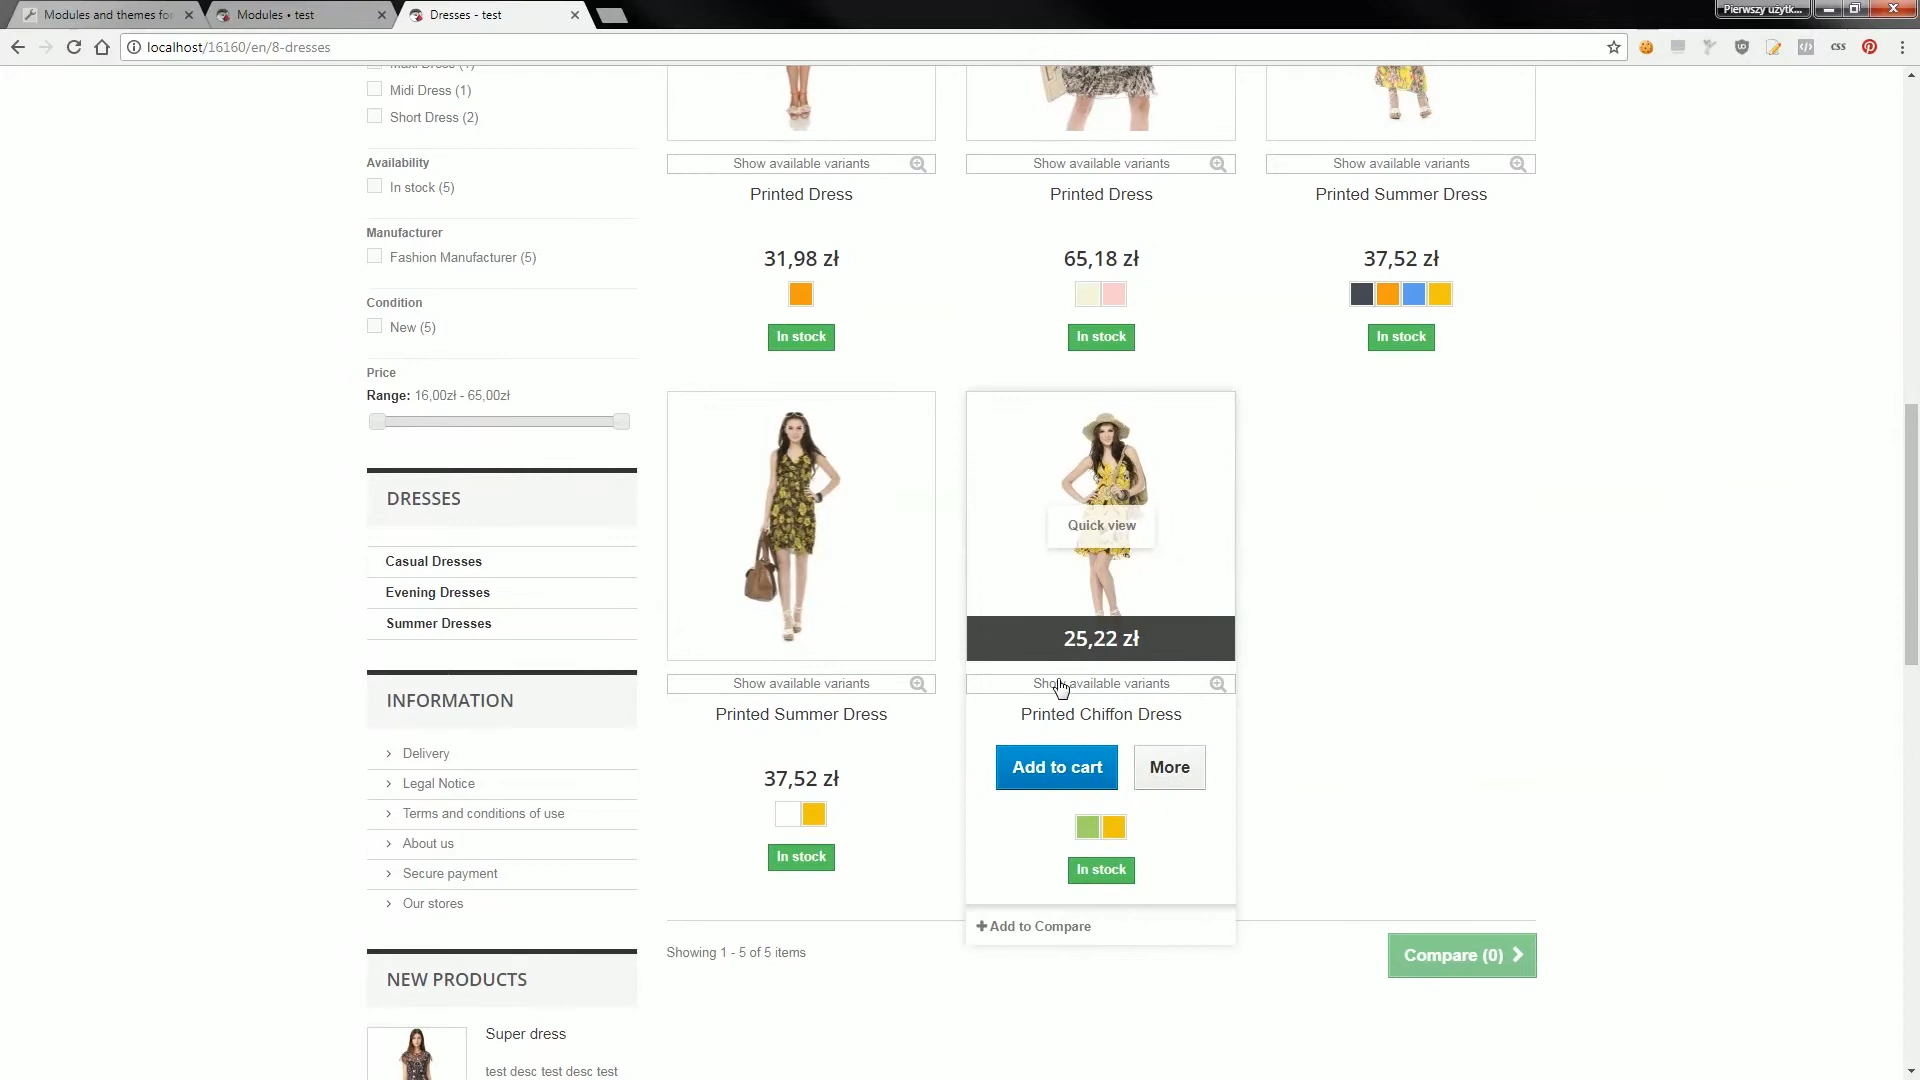 Modules and themes for
Modules • test
Dresses - test
Pierwszy użytk...
localhost/16160/en/8-dresses
css
Maxi Dress (1)
Midi Dress (1)
Short Dress (2)
Availability
In stock (5)
Manufacturer
Fashion Manufacturer (5)
Condition
New (5)
Price
Range: 16,00zł - 65,00zł
DRESSES
Casual Dresses
Evening Dresses
Summer Dresses
INFORMATION
Delivery
Legal Notice
Terms and conditions of use
About us
Secure payment
Our stores
NEW PRODUCTS
Super dress
test desc test desc test
Show available variants
Printed Dress
31,98 zł
In stock
Show available variants
Printed Dress
65,18 zł
In stock
Show available variants
Printed Summer Dress
37,52 zł
In stock
Show available variants
Printed Summer Dress
37,52 zł
In stock
Quick view
25,22 zł
Show available variants
Printed Chiffon Dress
Add to cart More
In stock
Add to Compare
Showing 1 - 5 of 5 items
Compare (0)